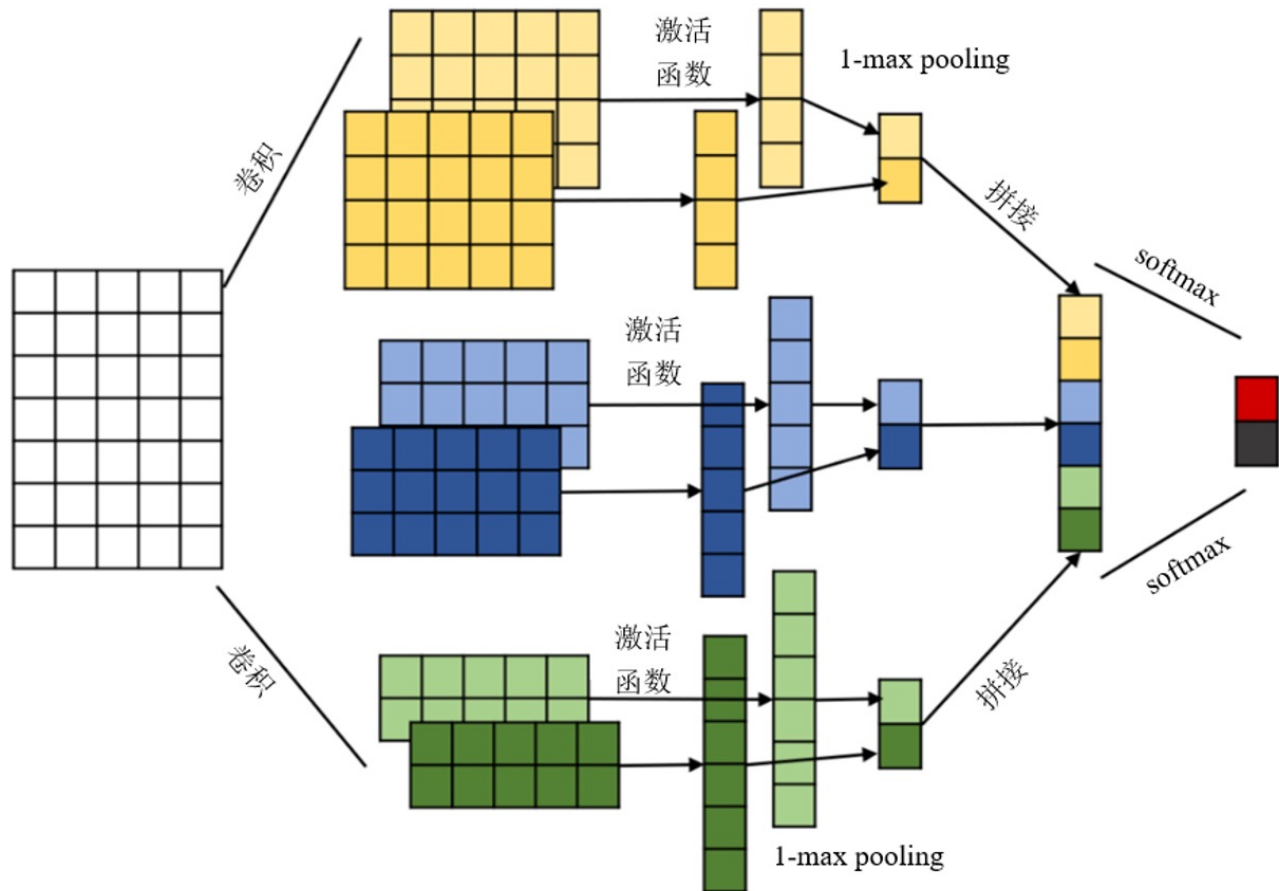 激活
函数
1-max pooling
卷积
拼接
softmax
激活
函数
softmax
激活
函数
卷积
拼接
1-max pooling